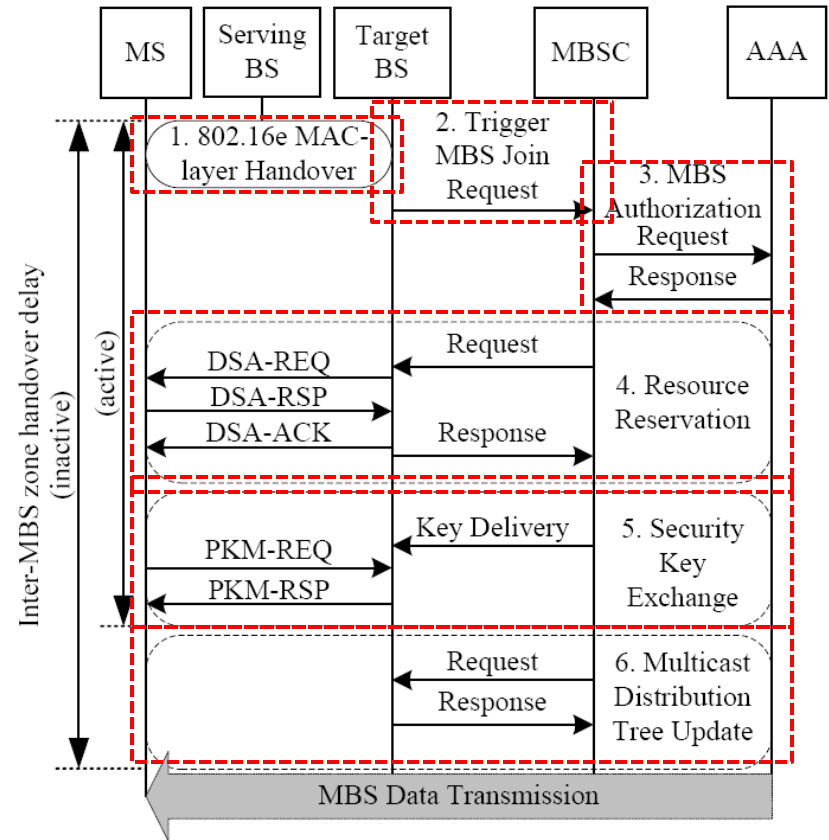 MS
Serving
BS
Target
BS
MBSC
AAA
1. 802.16e MAC-
layer Handover
2. Trigger
MBS Join
Request
3. MBS
Authorization
Request
Response
Inter-MBS zone handover delay
(inactive)
(active)
Request
DSA-REQ
DSA-RSP
DSA-ACK
Response
4. Resource
Reservation
Key Delivery
PKM-REQ
PKM-RSP
5. Security
Key
Exchange
Request
Response
6. Multicast
Distribution
Tree Update
MBS Data Transmission